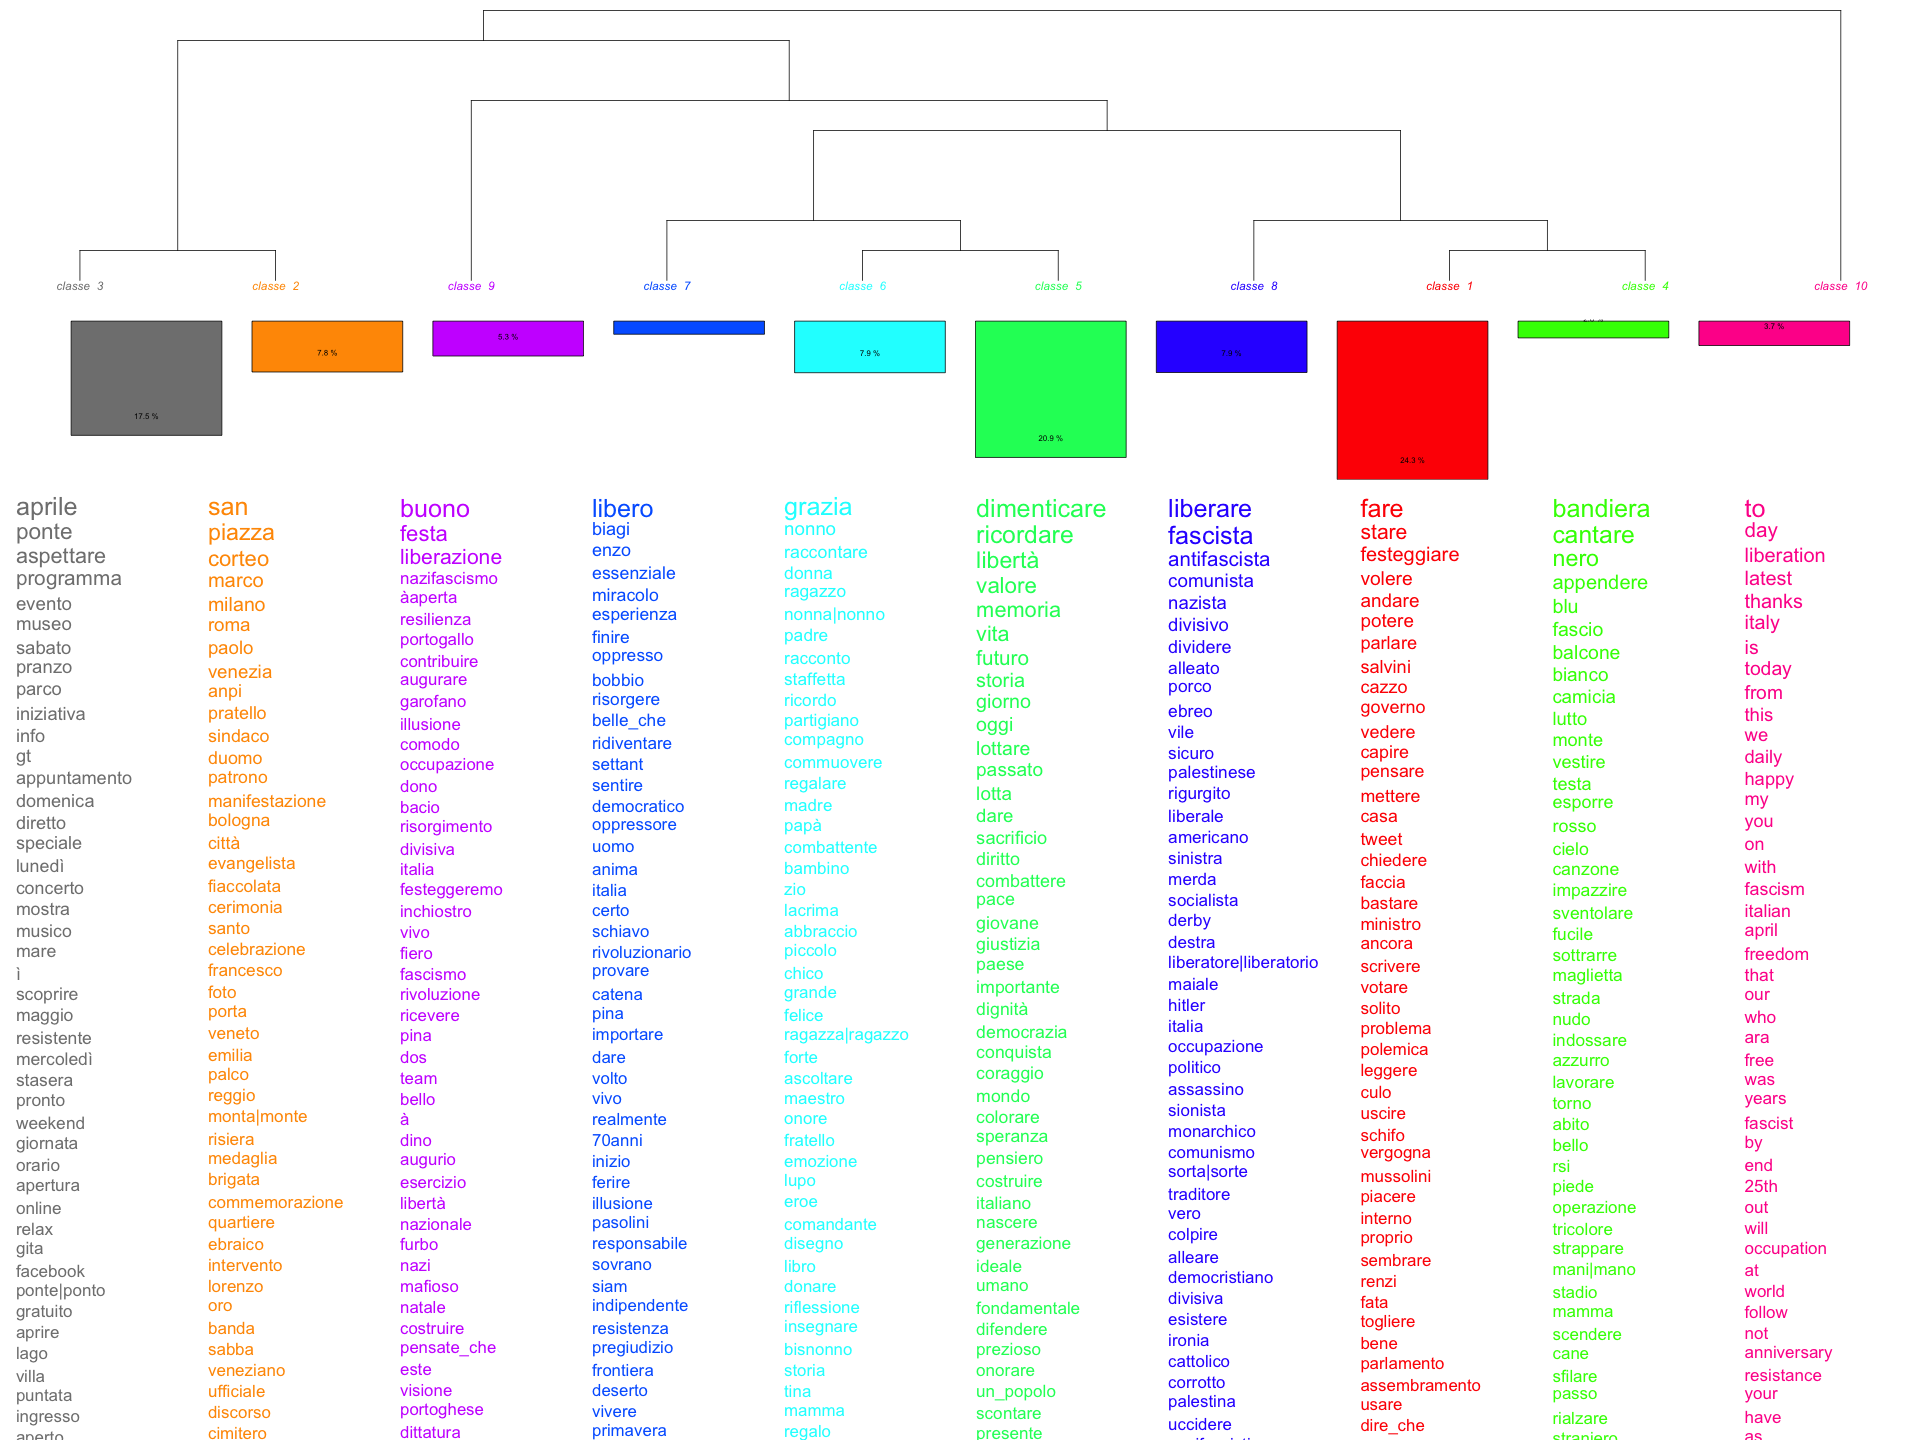 classe 3 classe 2 classe 9 classe 7 classe 6 classe 5 classe 8 classe 1 classe 4 classe 10
17.5 % 7.8 % 5.3 % 7.9 % 20.9 % 24.3 % 3.7 %
aprile san buono libero grazia dimenticare liberare fare bandiera to
ponte piazza festa biagi nonno ricordare fascista stare cantare day
aspettare corteo liberazione enzo raccontare libertà antifascista festeggiare nero liberation
programma marco nazifascismo essenziale donna valore comunista volere appendere latest
evento milano àaperta miracolo ragazzo memoria nazista andare blu thanks
museo roma resilienza esperienza nonna|nonno vita divisivo potere fascio italy
sabato paolo portogallo finire padre futuro dividere parlare balcone is
pranzo venezia contribuire oppresso racconto storia alleato salvini bianco today
parco anpi augurare bobbio staffetta giorno porco cazzo camicia from
iniziativa pratello garofano risorgere ricordo oggi ebreo governo lutto this
info sindaco illusione belle_che partigiano lottare vile vedere monte we
gt duomo comodo ridiventare compagno passato sicuro capire vestire daily
appuntamento patrono occupazione settant commuovere lotta palestinese pensare testa happy
domenica manifestazione dono sentire regalare dare rigurgito mettere esporre my
diretto bologna bacio democratico madre sacrificio liberale casa rosso you
speciale città risorgimento oppressore papà diritto americano tweet cielo on
lunedì evangelista divisiva uomo combattente combattere sinistra chiedere canzone with
concerto fiaccolata italia anima bambino pace merda faccia impazzire fascism
mostra cerimonia festeggeremo italia zio giovane socialista bastare sventolare italian
musico santo inchiostro certo lacrima giustizia derby ministro fucile april
mare celebrazione vivo schiavo abbraccio paese destra ancora sottrarre freedom
ì francesco fiero rivoluzionario piccolo importante liberatore|liberatorio scrivere maglietta that
scoprire foto fascismo provare chico dignità maiale votare strada our
maggio porta rivoluzione catena grande democrazia hitler solito nudo who
resistente veneto ricevere pina felice conquista italia problema indossare ara
mercoledì emilia pina importare ragazza|ragazzo coraggio occupazione polemica azzurro free
stasera palco dos dare forte mondo politico leggere lavorare was
pronto reggio team volto ascoltare colorare assassino culo torno years
weekend monta|monte bello vivo maestro speranza sionista uscire abito fascist
giornata risiera à realmente onore pensiero monarchico schifo bello by
orario medaglia dino 70anni fratello costruire comunismo vergogna rsi end
apertura brigata augurio inizio emozione italiano sorta|sorte mussolini piede 25th
online commemorazione esercizio ferire lupo nascere traditore piacere operazione out
relax quartiere libertà illusione eroe generazione vero interno tricolore will
gita ebraico nazionale pasolini comandante ideale colpire proprio strappare occupation
facebook intervento furbo responsabile disegno umano alleare sembrare mani|mano at
ponte|ponto lorenzo nazi sovrano libro fondamentale democristiano renzi stadio world
gratuito oro mafioso siam donare difendere divisiva fata mamma follow
aprire banda natale indipendente riflessione prezioso esistere togliere scendere not
lago sabba costruire resistenza insegnare onorare ironia bene cane anniversary
villa veneziano pensate_che pregiudizio bisnonno un_popolo cattolico parlamento sfilare resistance
puntata ufficiale este frontiera storia scontare corrotto assembramento passo your
ingresso discorso visione deserto tina presente palestina usare rialzare have
aperto cimitero portoghese vivere mamma uccidere dire_che straniero as
dittatura primavera regalo